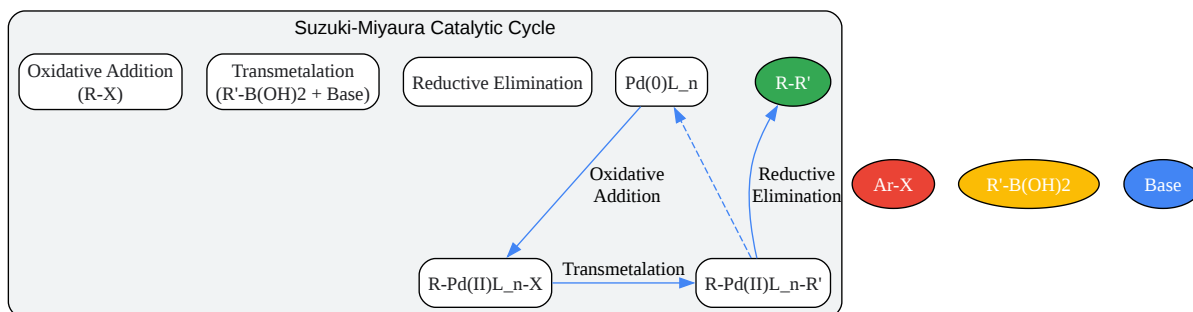 Suzuki-Miyaura Catalytic Cycle
Oxidative Addition
(R-X)
Transmetalation
(R'-B(OH)2 + Base)
Reductive Elimination
Pd(0)L_n
R-R'
Oxidative
Addition
Reductive
Elimination
Ar-X
R'-B(OH)2
Base
R-Pd(II)L_n-X
Transmetalation
R-Pd(II)L_n-R'